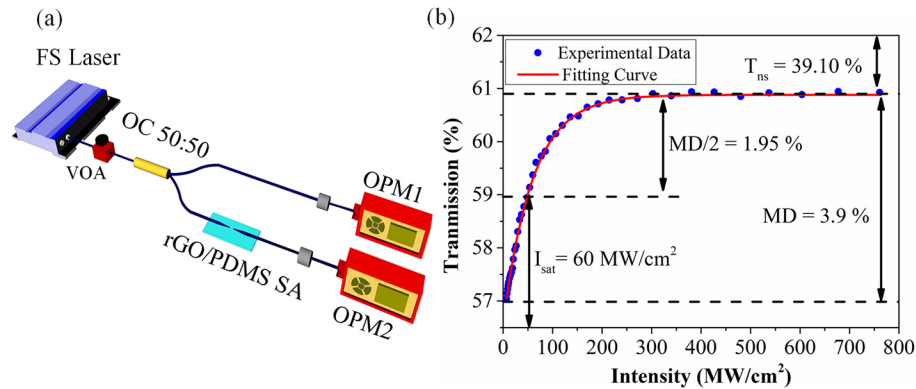 (a)
FS Laser
VOA
OC 50:50
OPM1
rGO/PDMS SA
OPM2
(b)
Tranmission (%)
62
61
60
59
58
57
Experimental Data
Fitting Curve
T_ns = 39.10 %
MD/2 = 1.95 %
MD = 3.9 %
I_sat = 60 MW/cm²
0 100 200 300 400 500 600 700 800
Intensity (MW/cm²)